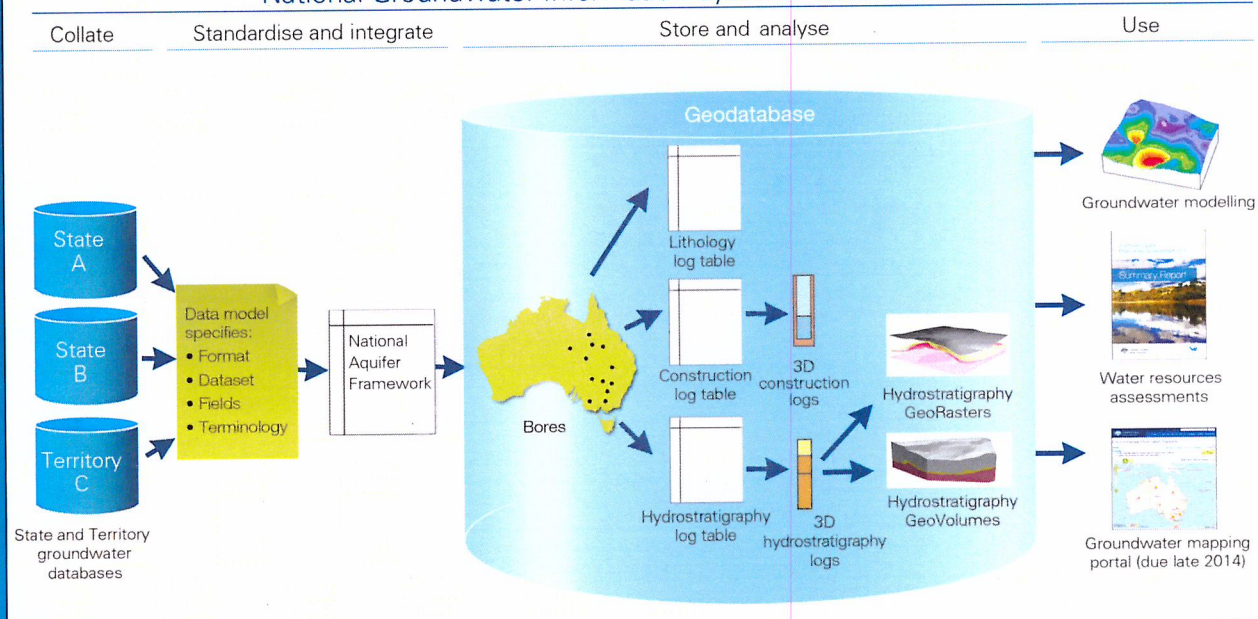 Collate
Standardise and integrate
Store and analyse
Use
Geodatabase
State
A
State
B
Territory
C
State and Territory
groundwater
databases
Data model
specifies:
• Format
• Dataset
• Fields
• Terminology
National
Aquifer
Framework
Bores
Lithology
log table
Construction
log table
Hydrostratigraphy
log table
3D
construction
logs
3D
hydrostratigraphy
logs
Hydrostratigraphy
GeoRasters
Hydrostratigraphy
GeoVolumes
Groundwater modelling
Summary Report
Water resources
assessments
Groundwater mapping
portal (due late 2014)